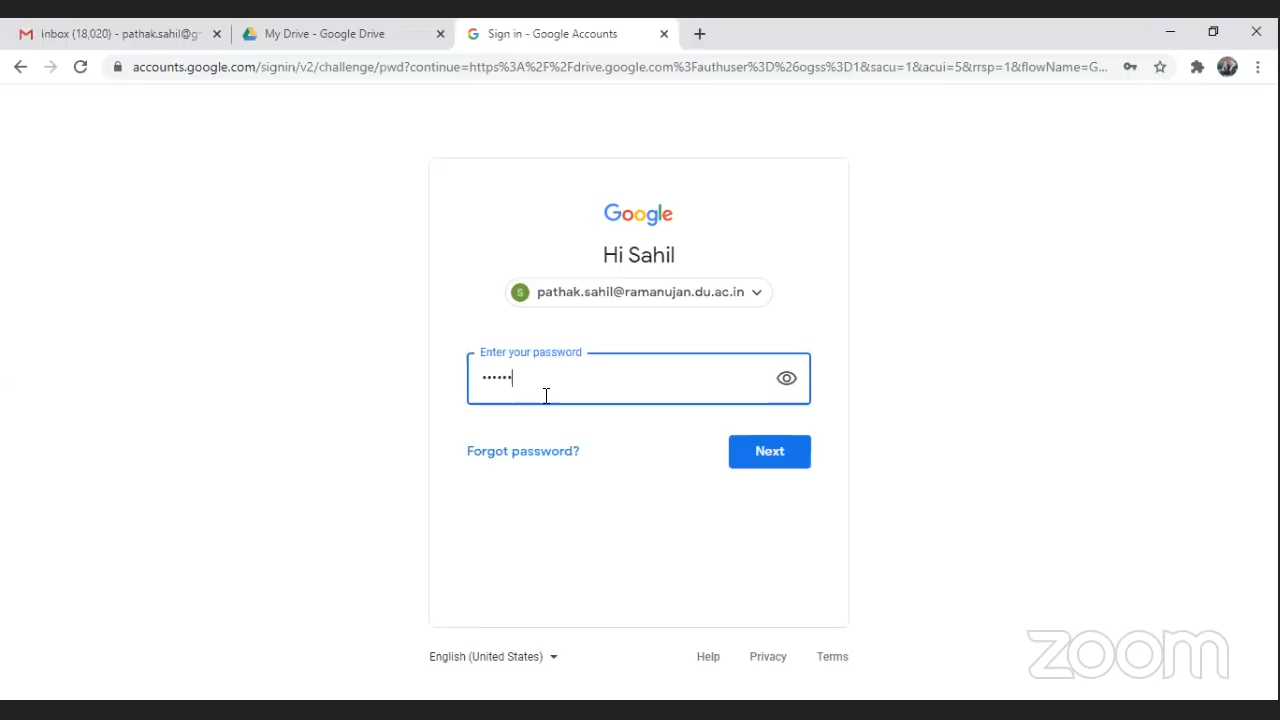 Inbox (18,020) - pathak.sahil@g
My Drive - Google Drive
Sign in - Google Accounts
accounts.google.com/signin/v2/challenge/pwd?continue=https%3A%2F%2Fdrive.google.com%3Fauthuser%3D%26ogss%3D1&sacu=1&acui=5&rrsp=1&flowName=G...
Google
Hi Sahil
S
pathak.sahil@ramanujan.du.ac.in
Enter your password
••••••
Forgot password?
Next
English (United States)
Help
Privacy
Terms
zoom